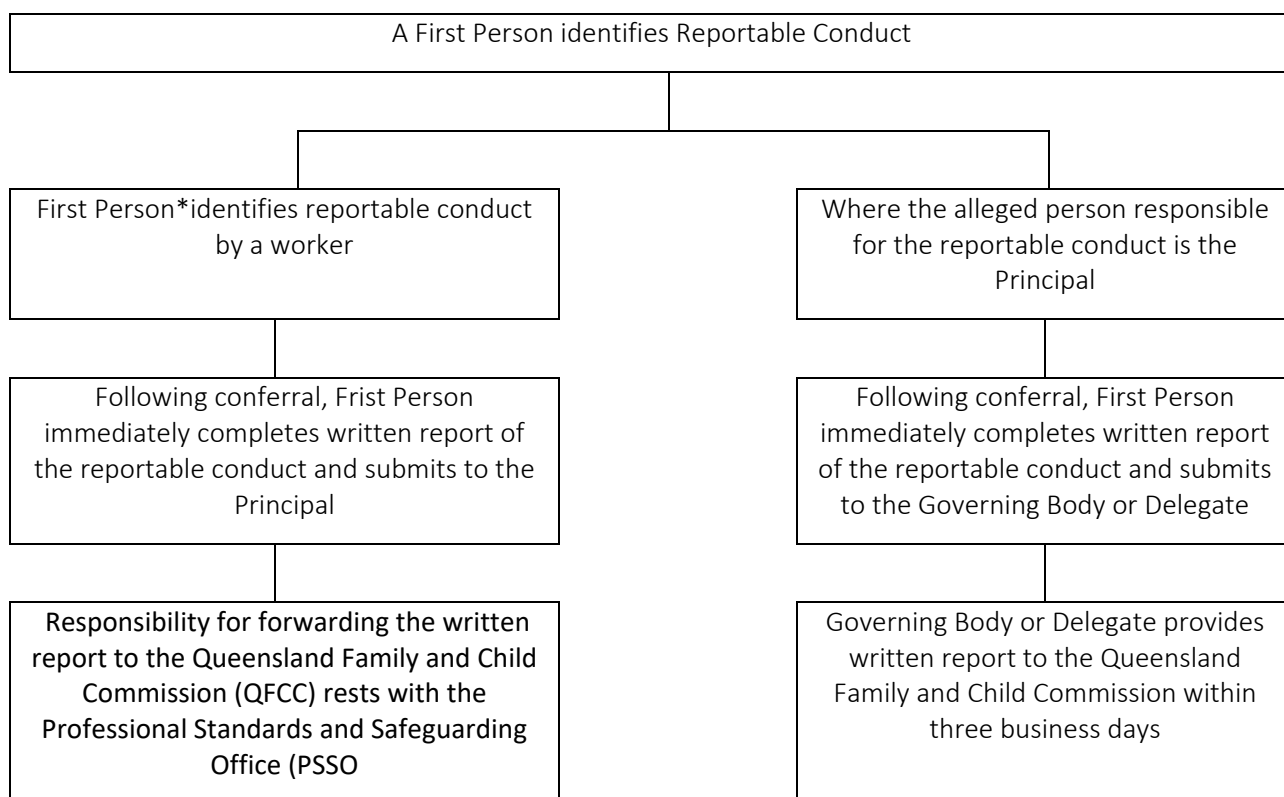 A First Person identifies Reportable Conduct
First Person*identifies reportable conduct
by a worker
Where the alleged person responsible
for the reportable conduct is the
Principal
Following conferral, Frist Person
immediately completes written report of
the reportable conduct and submits to the
Principal
Following conferral, First Person
immediately completes written report
of the reportable conduct and submits
to the Governing Body or Delegate
Responsibility for forwarding the written
report to the Queensland Family and Child
Commission (QFCC) rests with the
Professional Standards and Safeguarding
Office (PSSO
Governing Body or Delegate provides
written report to the Queensland
Family and Child Commission within
three business days